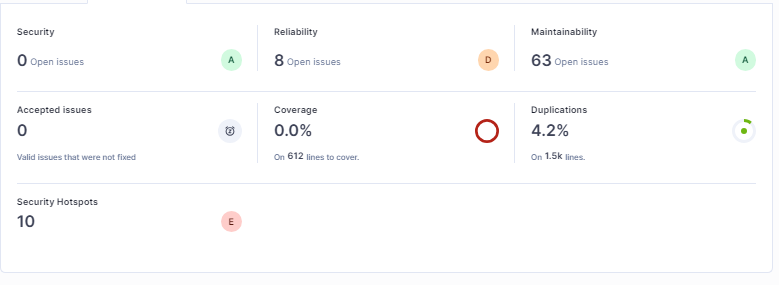 Security
0 Open issues
A
Reliability
8 Open issues
D
Maintainability
63 Open issues
A
Accepted issues
0
Valid issues that were not fixed
Coverage
0.0%
On 612 lines to cover.
Duplications
4.2%
On 1.5k lines.
Security Hotspots
10
E